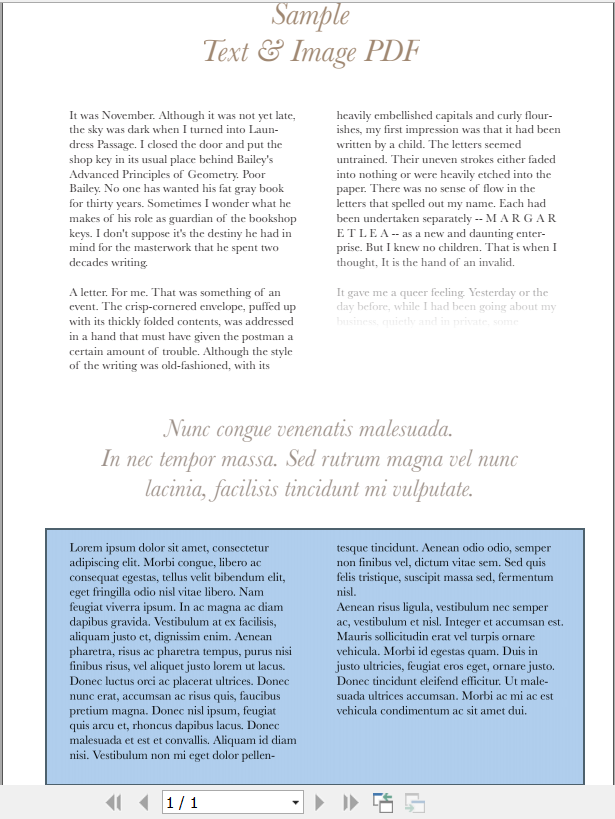 Sample
Text & Image PDF
It was November. Although it was not yet late,
the sky was dark when I turned into Laun-
dress Passage. I closed the door and put the
shop key in its usual place behind Bailey's
Advanced Principles of Geometry. Poor
Bailey. No one has wanted his fat gray book
for thirty years. Sometimes I wonder what he
makes of his role as guardian of the bookshop
keys. I don't suppose it's the destiny he had in
mind for the masterwork that he spent two
decades writing.
A letter. For me. That was something of an
event. The crisp-cornered envelope, puffed up
with its thickly folded contents, was addressed
in a hand that must have given the postman a
certain amount of trouble. Although the style
of the writing was old-fashioned, with its
heavily embellished capitals and curly flour-
ishes, my first impression was that it had been
written by a child. The letters seemed
untrained. Their uneven strokes either faded
into nothing or were heavily etched into the
paper. There was no sense of flow in the
letters that spelled out my name. Each had
been undertaken separately -- M A R G A R
E T L E A -- as a new and daunting enter-
prise. But I knew no children. That is when I
thought, It is the hand of an invalid.
It gave me a queer feeling. Yesterday or the
day before, while I had been going about my
business, quietly and in private, some
Nunc congue venenatis malesuada.
In nec tempor massa. Sed rutrum magna vel nunc
lacinia, facilisis tincidunt mi vulputate.
Lorem ipsum dolor sit amet, consectetur
adipiscing elit. Morbi congue, libero ac
consequat egestas, tellus velit bibendum elit,
eget fringilla odio nisl vitae libero. Nam
feugiat viverra ipsum. In ac magna ac diam
dapibus gravida. Vestibulum at ex facilisis,
aliquam justo et, dignissim enim. Aenean
pharetra, risus ac pharetra tempus, purus nisi
finibus risus, vel aliquet justo lorem ut lacus.
Donec luctus orci ac placerat ultrices. Donec
nunc erat, accumsan ac risus quis, faucibus
pretium magna. Donec nisl ipsum, feugiat
quis arcu et, rhoncus dapibus lacus. Donec
malesuada et est et convallis. Aliquam id diam
nisi. Vestibulum non mi eget dolor pellen-
tesque tincidunt. Aenean odio odio, semper
non finibus vel, dictum vitae sem. Sed quis
felis tristique, suscipit massa sed, fermentum
nisl.
Aenean risus ligula, vestibulum nec semper
ac, vestibulum et nisl. Integer et accumsan est.
Mauris sollicitudin erat vel turpis ornare
vehicula. Morbi id egestas quam. Duis in
justo ultricies, feugiat eros eget, ornare justo.
Donec tincidunt eleifend efficitur. Ut male-
suada ultrices accumsan. Morbi ac mi ac est
vehicula condimentum ac sit amet dui.
1 / 1